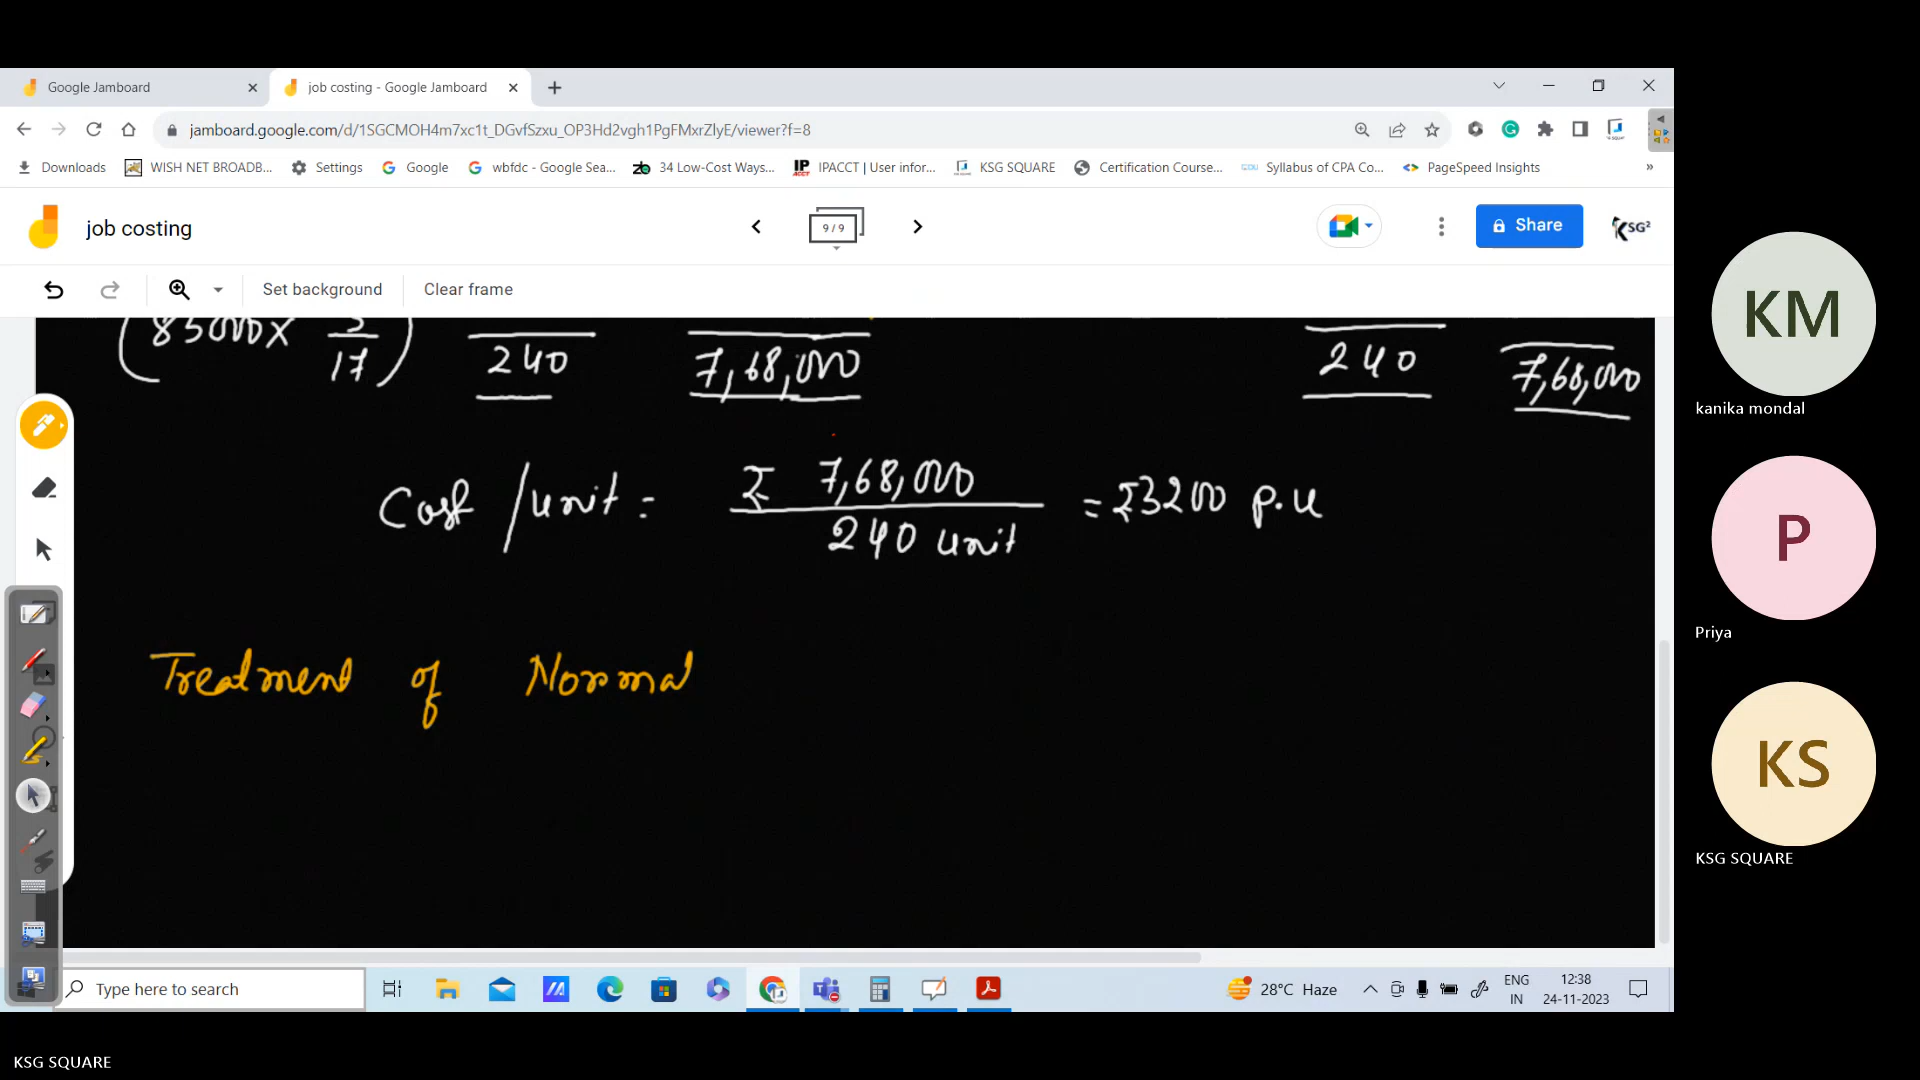 Google Jamboard
job costing - Google Jamboard
jamboard.google.com/d/1SGCMOH4m7xc1t_DGvfSzxu_OP3Hd2vgh1PgFMxrZlyE/viewer?f=8
Downloads WISH NET BROADB... Settings Google wbfdc - Google Sea... 34 Low-Cost Ways... IPACCT | User infor... KSG SQUARE Certification Course... Syllabus of CPA Co... PageSpeed Insights »
job costing
9 / 9
Share
KSG²
Set background Clear frame
17 240 7,68,000 240 7,68,000
Cost /unit = ₹ 7,68,000
240 unit
= ₹3200 p.u
Treatment of Normal
KM
kanika mondal
P
Priya
KS
KSG SQUARE
Type here to search
28°C Haze
ENG
IN
12:38
24-11-2023
KSG SQUARE